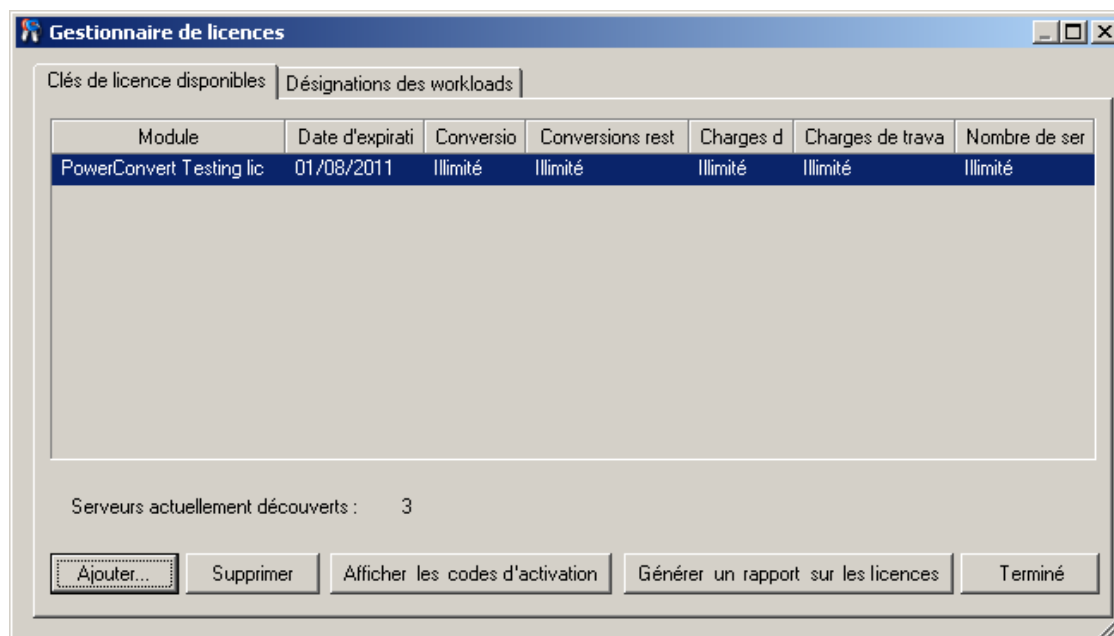 Gestionnaire de licences
Clés de licence disponibles Désignations des workloads
Module Date d'expirati Conversio Conversions rest Charges d Charges de trava Nombre de ser
PowerConvert Testing lic 01/08/2011 Illimité Illimité Illimité Illimité Illimité
Serveurs actuellement découverts : 3
Ajouter... Supprimer Afficher les codes d'activation Générer un rapport sur les licences Terminé